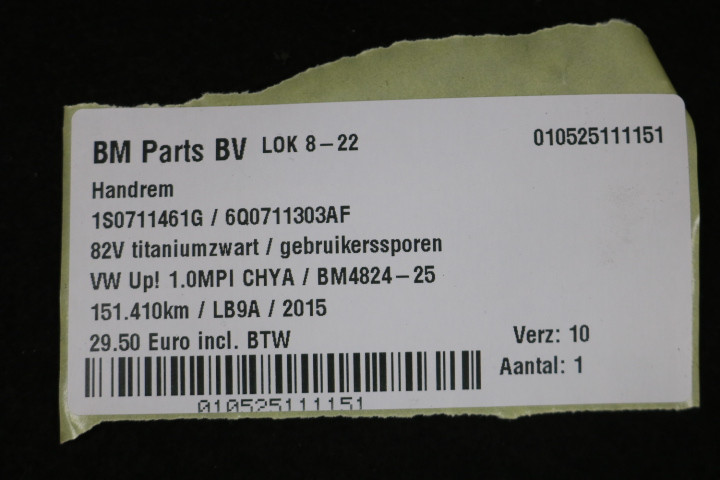 BM Parts BV LOK 8-22 010525111151
Handrem
1S0711461G / 6Q0711303AF
82V titaniumzwart / gebruikerssporen
VW Up! 1.0MPI CHYA / BM4824-25
151.410km / LB9A / 2015
29.50 Euro incl. BTW Verz: 10
Aantal: 1
010525111151